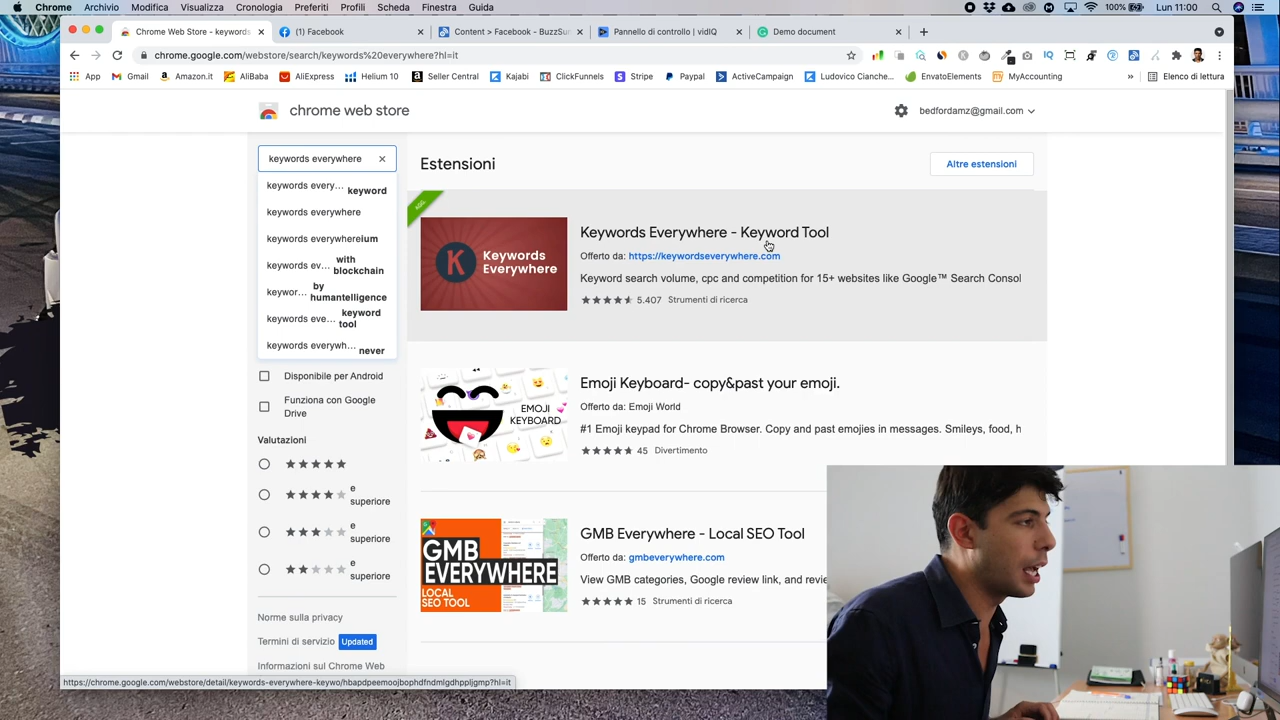 Chrome Archivio Modifica Visualizza Cronologia Preferiti Profili Scheda Finestra Guida 100% Lun 11:00
Chrome Web Store - keywords
(1) Facebook
Content > Facebook - BuzzSum
Pannello di controllo | vidIQ
Demo document
chrome.google.com/webstore/search/keywords%20everywhere?hl=it
App Gmail Amazon.it AliBaba AliExpress Helium 10 Seller Central Kajabi ClickFunnels Stripe Paypal ActiveCampaign Ludovico Cianche... EnvatoElements MyAccounting » Elenco di lettura
chrome web store
bedfordamz@gmail.com
keywords everywhere
keywords every... keyword
keywords everywhere
keywords everywhereium
keywords ev... with blockchain
keywor... by humantelligence
keywords eve... keyword tool
keywords everywh... never
Disponibile per Android
Funziona con Google
Drive
Valutazioni
e
superiore
e
superiore
e
superiore
Norme sulla privacy
Termini di servizio Updated
Informazioni sul Chrome Web
Estensioni
Altre estensioni
Keywords
Everywhere
Keywords Everywhere - Keyword Tool
Offerto da: https://keywordseverywhere.com
Keyword search volume, cpc and competition for 15+ websites like Google™ Search Consol
5.407 Strumenti di ricerca
EMOJI
KEYBOARD
Emoji Keyboard- copy&past your emoji.
Offerto da: Emoji World
#1 Emoji keypad for Chrome Browser. Copy and past emojies in messages. Smileys, food, h
45 Divertimento
GMB
EVERYWHERE
LOCAL
SEO TOOL
GMB Everywhere - Local SEO Tool
Offerto da: gmbeverywhere.com
View GMB categories, Google review link, and revie
15 Strumenti di ricerca
https://chrome.google.com/webstore/detail/keywords-everywhere-keywo/hbapdpeemoojbophdfndmlgdhppljgmp?hl=it